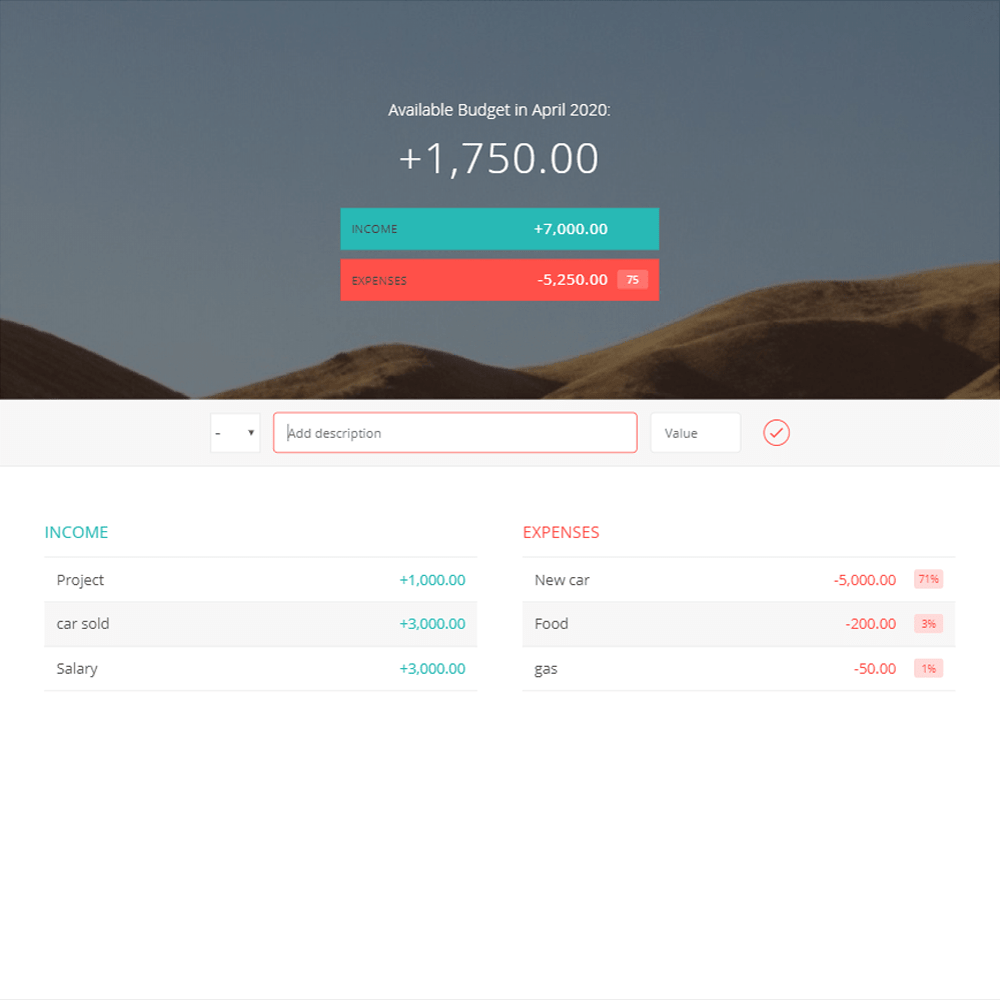 Available Budget in April 2020:
+1,750.00
INCOME +7,000.00
EXPENSES -5,250.00 75
- Add description Value
INCOME
Project +1,000.00
car sold +3,000.00
Salary +3,000.00
EXPENSES
New car -5,000.00 71%
Food -200.00 3%
gas -50.00 1%